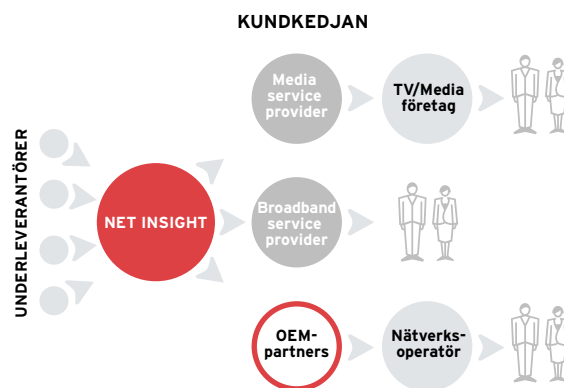 KUNDKEDJAN
UNDERLEVERANTÖRER
NET INSIGHT
Media
service
provider
TV/Media
företag
Broadband
service
provider
OEM-
partners
Nätverks-
operatör